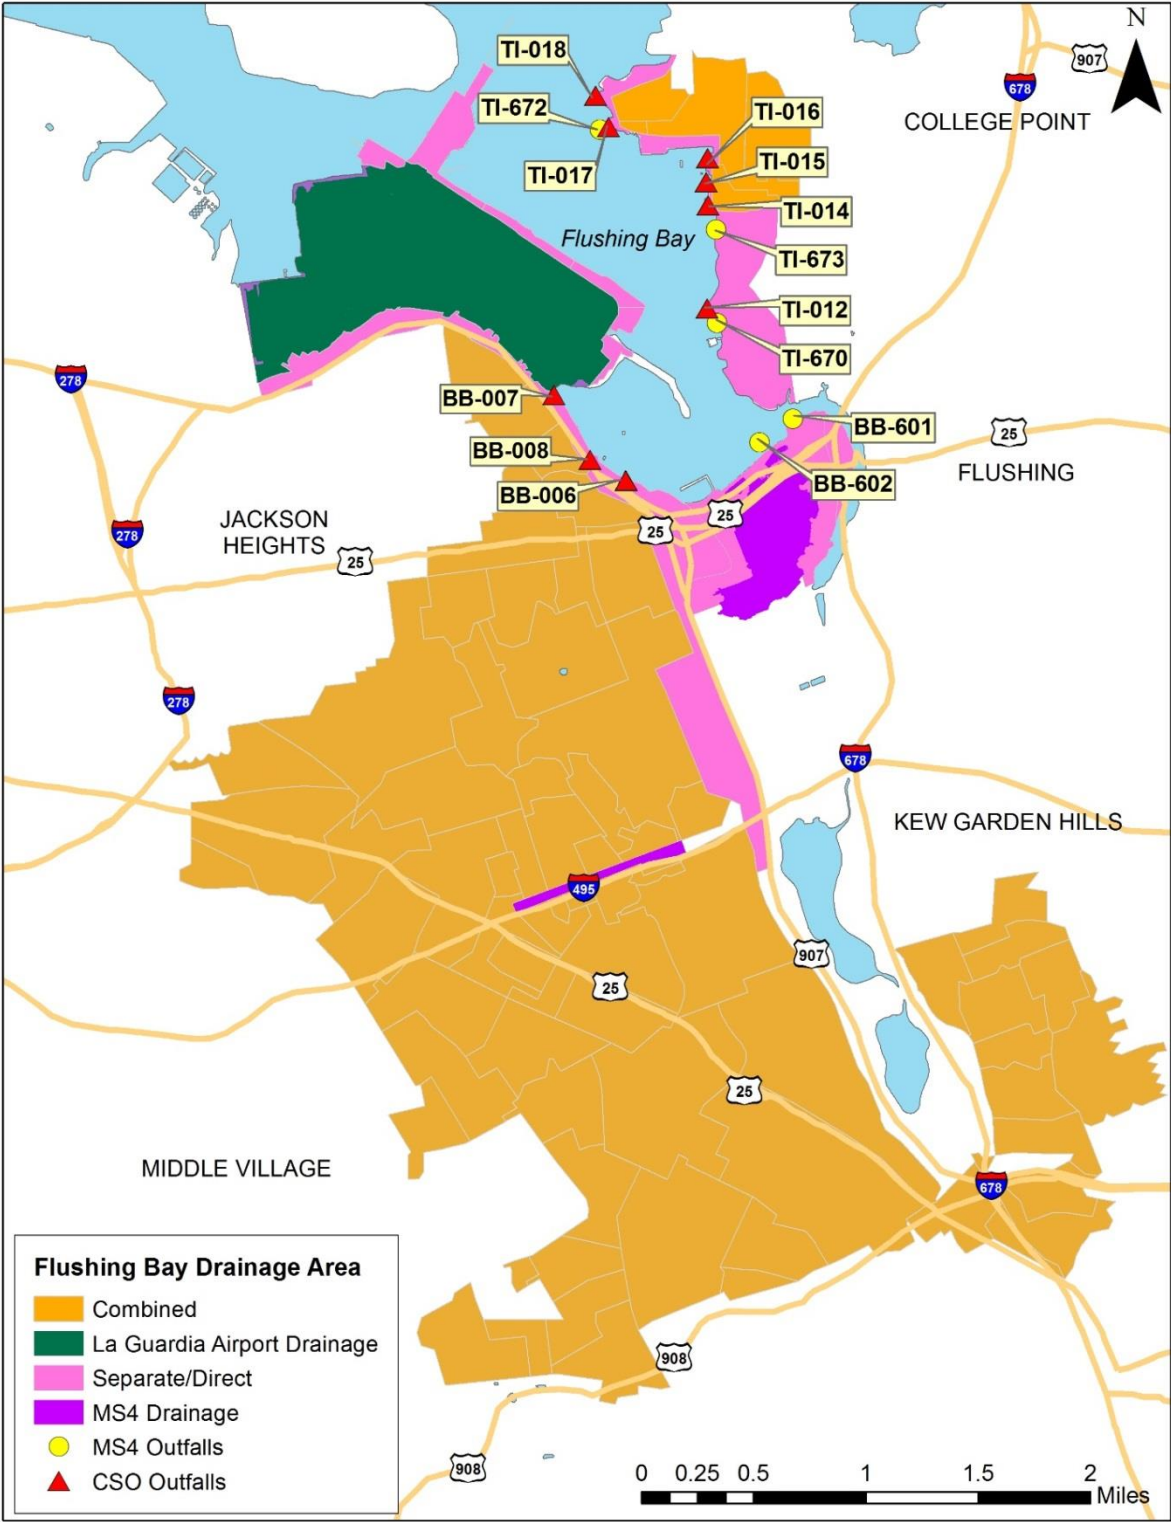 N
TI-018
907
678
TI-672
TI-016
COLLEGE POINT
TI-015
TI-017
TI-014
Flushing Bay
TI-673
TI-012
TI-670
278
BB-007
BB-601
25
BB-008
FLUSHING
BB-602
BB-006
25
25
JACKSON
HEIGHTS
278
25
278
678
KEW GARDEN HILLS
495
907
25
25
MIDDLE VILLAGE
678
Flushing Bay Drainage Area
Combined
La Guardia Airport Drainage
Separate/Direct
MS4 Drainage
MS4 Outfalls
CSO Outfalls
908
908
0 0.25 0.5 1 1.5 2
Miles